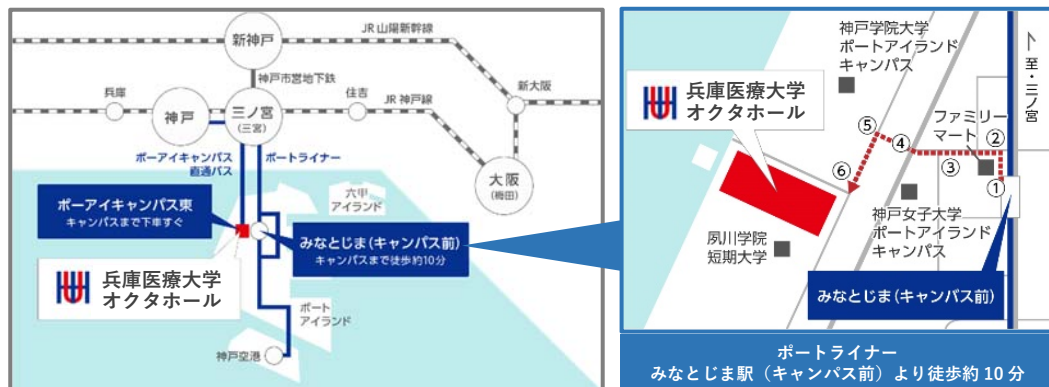 JR 山陽新幹線
新神戸
神戸市営地下鉄
新大阪
兵庫
住吉
JR 神戸線
神戸
三ノ宮
(三宮)
ポーアイキャンパス
直通バス
ポートライナー
大阪
(梅田)
六甲
アイランド
ポーアイキャンパス東
キャンパスまで下車すぐ
みなとじま(キャンパス前)
キャンパスまで徒歩約10分
兵庫医療大学
オクタホール
ポート
アイランド
神戸空港
神戸学院大学
ポートアイランド
キャンパス
至・三ノ宮
兵庫医療大学
オクタホール
ファミリー
マート
⑤
④
②
③
⑥
①
神戸女子大学
ポートアイランド
キャンパス
夙川学院
短期大学
みなとじま(キャンパス前)
ポートライナー
みなとじま駅(キャンパス前)より徒歩約 10 分